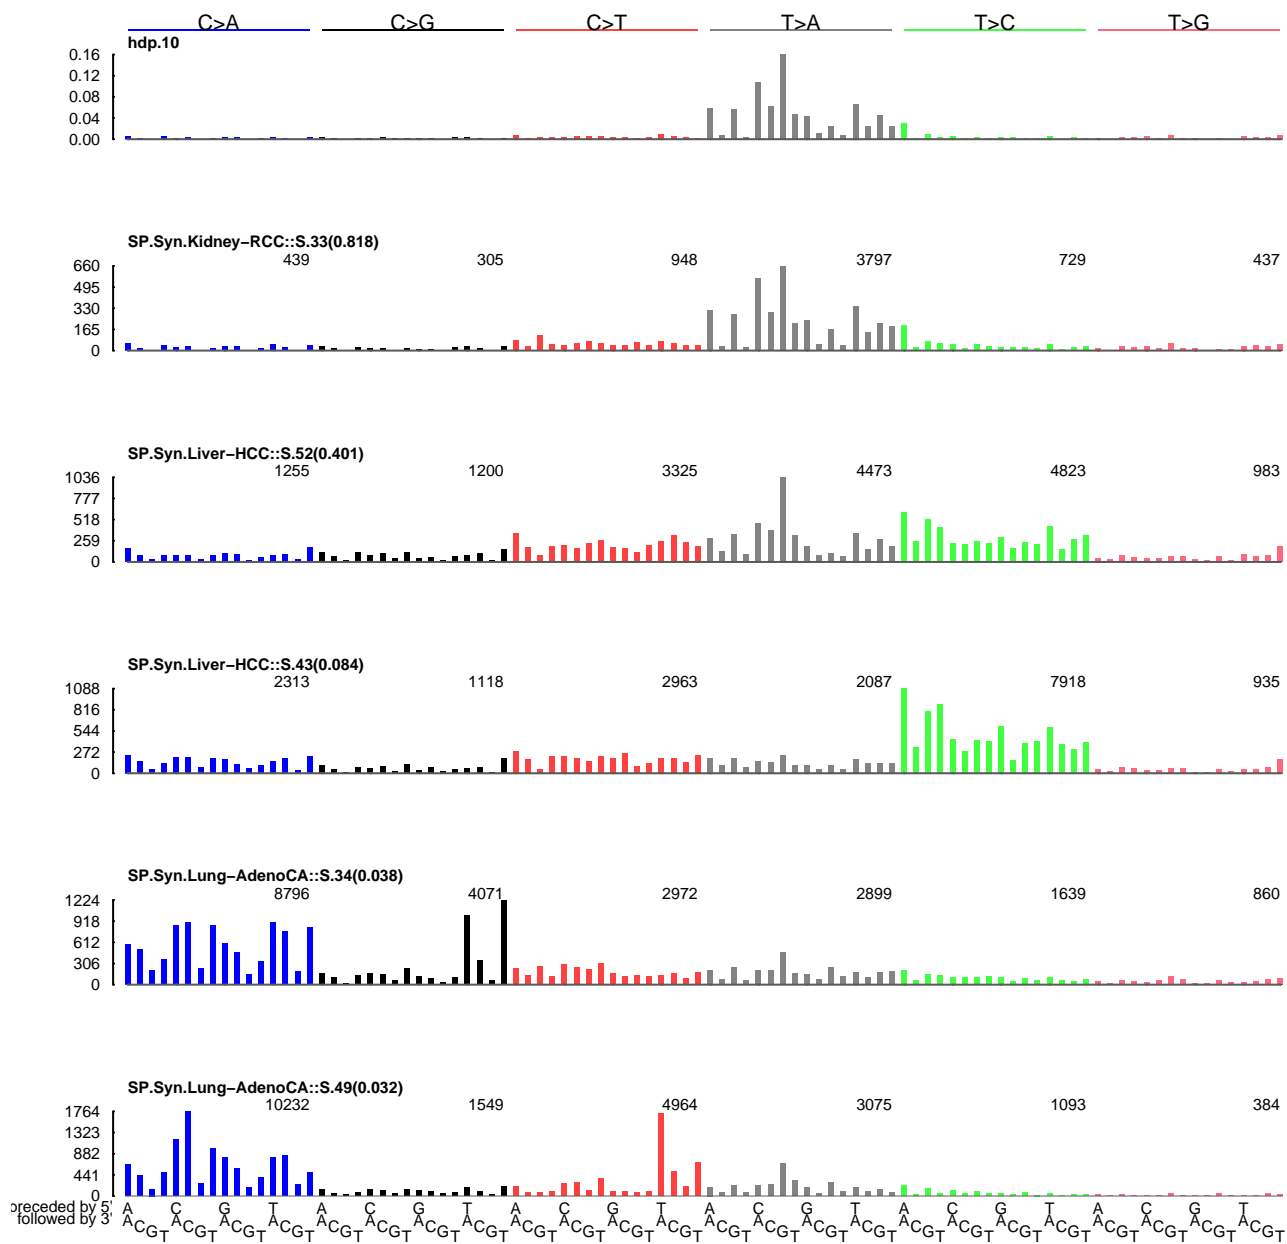 C>A C>G C>T T>A T>C T>G
hdp.10
0.16
0.12
0.08
0.04
0.00
SP.Syn.Kidney−RCC::S.33(0.818)
439 305 948 3797 729 437
660
495
330
165
0
SP.Syn.Liver−HCC::S.52(0.401)
1255 1200 3325 4473 4823 983
1036
777
518
259
0
SP.Syn.Liver−HCC::S.43(0.084)
2313 1118 2963 2087 7918 935
1088
816
544
272
0
SP.Syn.Lung−AdenoCA::S.34(0.038)
8796 4071 2972 2899 1639 860
1224
918
612
306
0
SP.Syn.Lung−AdenoCA::S.49(0.032)
10232 1549 4964 3075 1093 384
1764
1323
882
441
0
preceded by 5' A C G T A C G T A C G T A C G T A C G T A C G T
followed by 3' A C G T A C G T A C G T A C G T A C G T A C G T A C G T A C G T A C G T A C G T A C G T A C G T A C G T A C G T A C G T A C G T A C G T A C G T A C G T A C G T A C G T A C G T A C G T A C G T